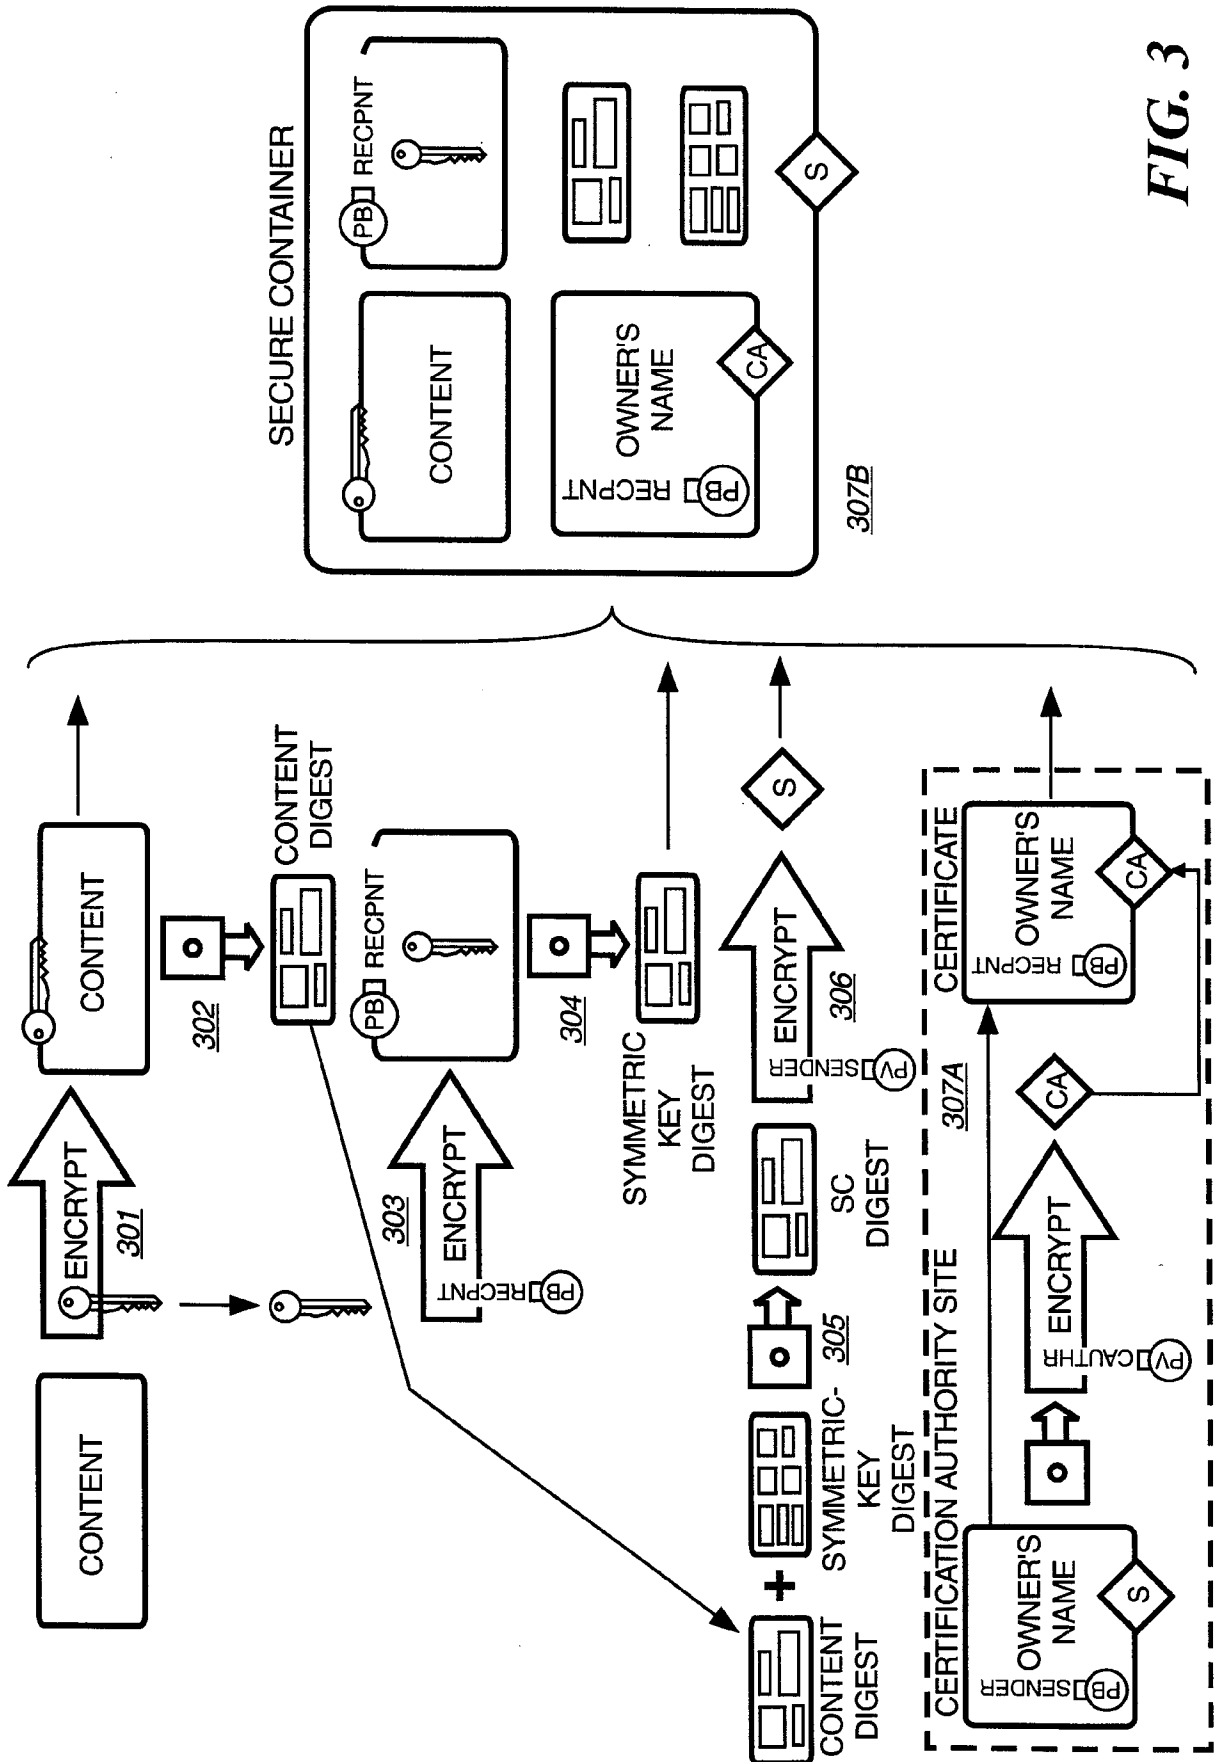 CONTENT
ENCRYPT
301
CONTENT
302
CONTENT
DIGEST
303
ENCRYPT
PB RECPNT
PB RECPNT
304
SYMMETRIC
KEY
DIGEST
CONTENT
DIGEST
+
SYMMETRIC-
KEY
DIGEST
305
SC
DIGEST
ENCRYPT
PV SENDER
306
S
CERTIFICATION AUTHORITY SITE
307A
CERTIFICATE
PB SENDER
OWNER'S
NAME
S
ENCRYPT
PV CAUTHR
CA
PB RECPNT
OWNER'S
NAME
CA
SECURE CONTAINER
CONTENT
PB RECPNT
PB RECPNT
OWNER'S
NAME
CA
S
307B
FIG. 3